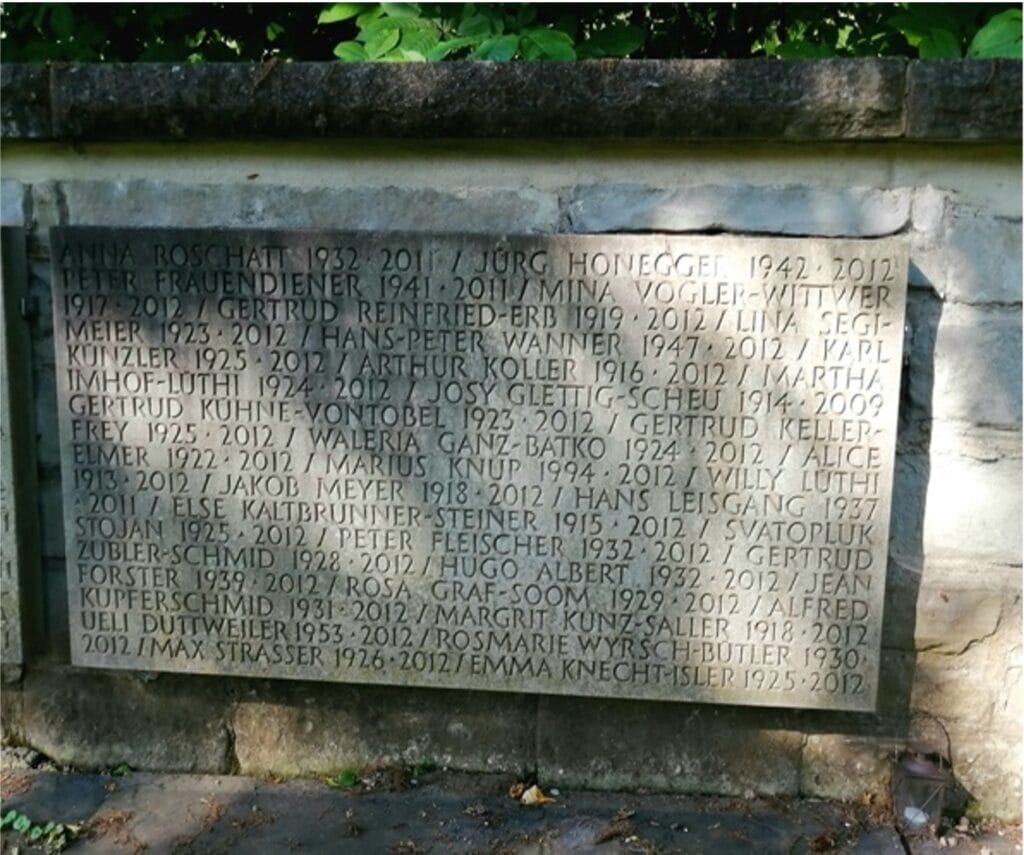 ANNA ROSCHATT 1932 · 2011 / JÜRG HONEGGER 1942 · 2012
PETER FRAUENDIENER 1941 · 2011 / MINA VOGLER-WITTWER
1917 · 2012 / GERTRUD REINFRIED-ERB 1919 · 2012 / LINA SEGI-
MEIER 1923 · 2012 / HANS-PETER WANNER 1947 · 2012 / KARL
KÜNZLER 1925 · 2012 / ARTHUR KOLLER 1916 · 2012 / MARTHA
IMHOF-LÜTHI 1924 · 2012 / JOSY GLETTIG-SCHEU 1914 · 2009
GERTRUD KÜHNE-VONTOBEL 1923 · 2012 / GERTRUD KELLER-
FREY 1925 · 2012 / WALERIA GANZ-BATKO 1924 · 2012 / ALICE
ELMER 1922 · 2012 / MARIUS KNUP 1994 · 2012 / WILLY LÜTHI
1913 · 2012 / JAKOB MEYER 1918 · 2012 / HANS LEISGANG 1937
· 2011 / ELSE KALTBRUNNER-STEINER 1915 · 2012 / SVATOPLUK
STOJAN 1925 · 2012 / PETER FLEISCHER 1932 · 2012 / GERTRUD
ZUBLER-SCHMID 1928 · 2012 / HUGO ALBERT 1932 · 2012 / JEAN
FORSTER 1939 · 2012 / ROSA GRAF-SOOM 1929 · 2012 / ALFRED
KUPFERSCHMID 1931 · 2012 / MARGRIT KUNZ-SALLER 1918 · 2012
UELI DUTTWEILER 1953 · 2012 / ROSMARIE WYRSCH-BÜTLER 1930 ·
2012 / MAX STRASSER 1926 · 2012 / EMMA KNECHT-ISLER 1925 · 2012